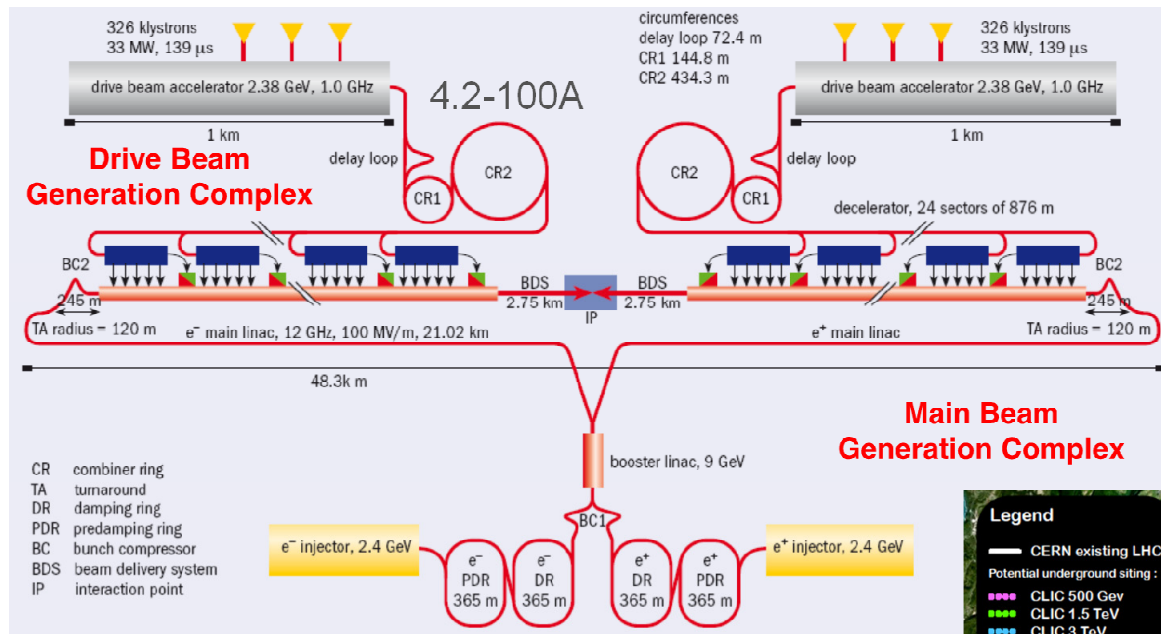 326 klystrons
33 MW, 139 μs
drive beam accelerator 2.38 GeV, 1.0 GHz
1 km
circumferences
delay loop 72.4 m
CR1 144.8 m
CR2 434.3 m
326 klystrons
33 MW, 139 μs
drive beam accelerator 2.38 GeV, 1.0 GHz
1 km
4.2-100A
Drive Beam
Generation Complex
delay loop
CR1
CR2
CR2
CR1
delay loop
decelerator, 24 sectors of 876 m
BC2
245 m
TA radius = 120 m
BDS
2.75 km
IP
BDS
2.75 km
BC2
245 m
TA radius = 120 m
e⁻ main linac, 12 GHz, 100 MV/m, 21.02 km
e⁺ main linac
48.3k m
Main Beam
Generation Complex
booster linac, 9 GeV
CR combiner ring
TA turnaround
DR damping ring
PDR predamping ring
BC bunch compressor
BDS beam delivery system
IP interaction point
BC1
e⁻ injector, 2.4 GeV
e⁻
PDR
365 m
e⁻
DR
365 m
e⁺
DR
365 m
e⁺
PDR
365 m
e⁺ injector, 2.4 GeV
Legend
CERN existing LHC
Potential underground siting :
CLIC 500 Gev
CLIC 1.5 TeV
CLIC 3 TeV